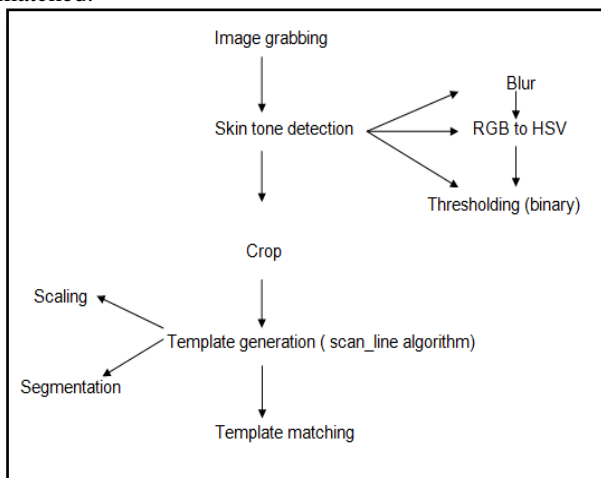 Image grabbing
Blur
Skin tone detection
RGB to HSV
Thresholding (binary)
Crop
Scaling
Template generation ( scan_line algorithm)
Segmentation
Template matching